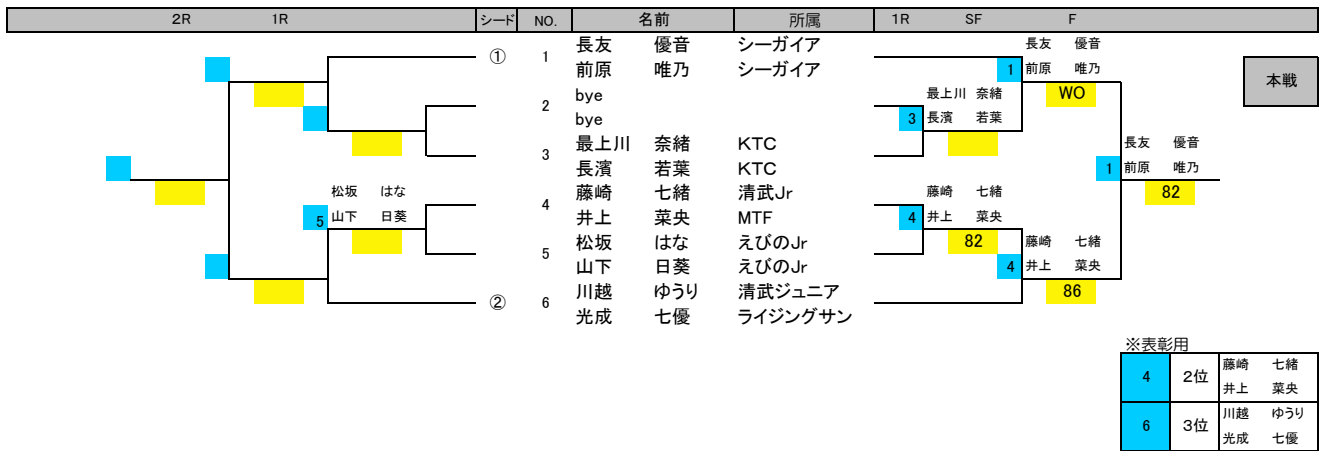 2R 1R シード NO. 名前 所属 1R SF F
長友 優音 シーガイア 長友 優音
① 1
前原 唯乃 シーガイア 1 前原 唯乃
本戦
bye 最上川 奈緒 WO
2
bye 3 長濱 若葉
最上川 奈緒 KTC 長友 優音
3
長濱 若葉 KTC 1 前原 唯乃
松坂 はな 藤崎 七緒 清武Jr 藤崎 七緒 82
4
5 山下 日葵 井上 菜央 MTF 4 井上 菜央
松坂 はな えびのJr 82 藤崎 七緒
5
山下 日葵 えびのJr 4 井上 菜央
川越 ゆうり 清武ジュニア 86
② 6
光成 七優 ライジングサン
※表彰用
4 2位 藤崎 七緒
井上 菜央
6 3位 川越 ゆうり
光成 七優